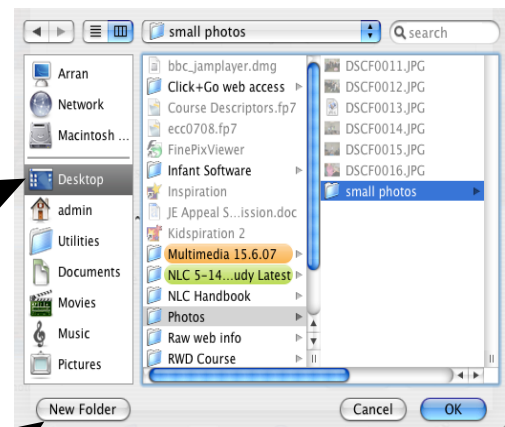 small photos
search
Arran
Network
Macintosh ...
Desktop
admin
Utilities
Documents
Movies
Music
Pictures
bbc_jamplayer.dmg
Click+Go web access
Course Descriptors.fp7
ecc0708.fp7
FinePixViewer
Infant Software
Inspiration
JE Appeal S...ission.doc
Kidspiration 2
Multimedia 15.6.07
NLC 5-14...udy Latest
NLC Handbook
Photos
Raw web info
RWD Course
DSCF0011.JPG
DSCF0012.JPG
DSCF0013.JPG
DSCF0014.JPG
DSCF0015.JPG
DSCF0016.JPG
small photos
New Folder
Cancel
OK